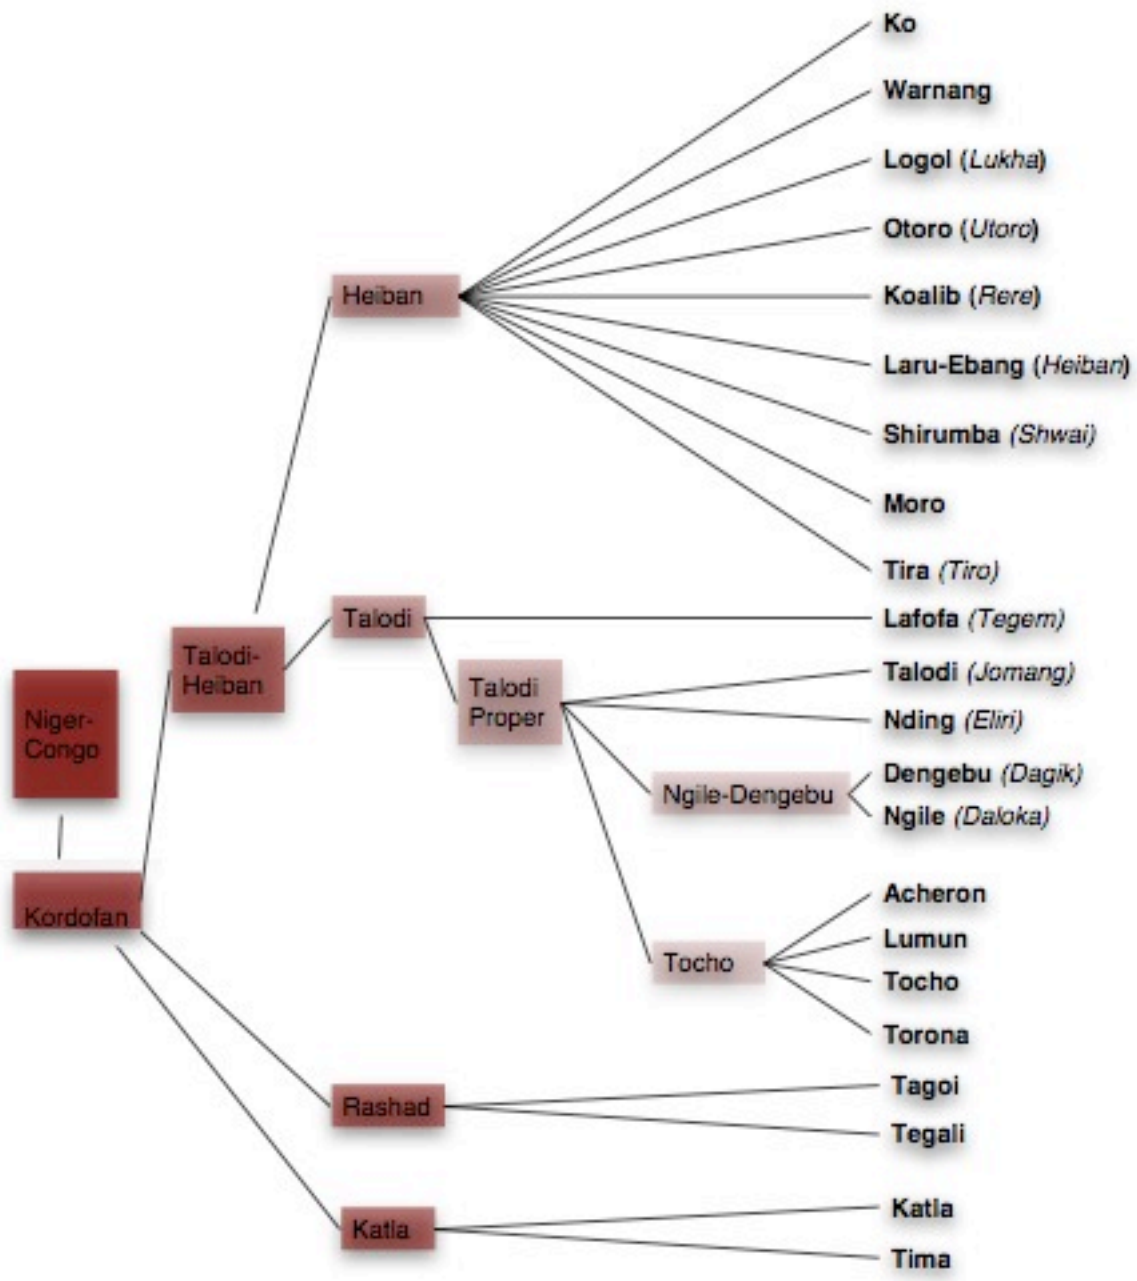 Ko
Warnang
Logol (Lukha)
Otoro (Utoro)
Heiban
Koalib (Rere)
Laru-Ebang (Heiban)
Shirumba (Shwai)
Moro
Tira (Tiro)
Talodi
Lafofa (Tegem)
Talodi-
Heiban
Talodi
Proper
Talodi (Jomang)
Nding (Eliri)
Niger-
Congo
Ngile-Dengebu
Dengebu (Dagik)
Ngile (Daloka)
Kordofan
Acheron
Lumun
Tocho
Tocho
Torona
Rashad
Tagoi
Tegali
Katla
Katla
Tima